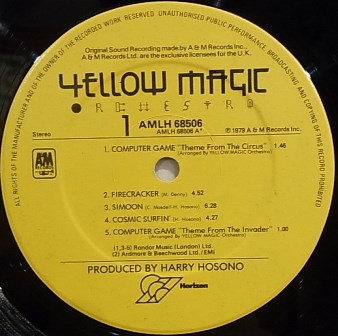 ALL RIGHTS OF THE MANUFACTURER AND OF THE OWNER OF THE RECORDED WORK RESERVED UNAUTHORISED PUBLIC PERFORMANCE, BROADCASTING AND COPYING OF THIS RECORD PROHIBITED
Original Sound Recording made by A & M Records Inc.,
A & M Records Ltd. are the exclusive licensees for the U.K.
YELLOW MAGIC
ORCHESTRA
1 AMLH 68506
AMLH 68506 A*
Stereo
℗ 1979 A & M Records Inc.
A&M
RECORDS
1. COMPUTER GAME "Theme From The Circus" 1.48
(Arranged By YELLOW MAGIC Orchestra)
2. FIRECRACKER (M. Denny) 4.52
3. SIMOON (C. Mosdell-H. Hosono) 6.28
4. COSMIC SURFIN' (H. Hosono) 4.27
5. COMPUTER GAME "Theme From The Invader" 1.00
(Arranged By YELLOW MAGIC Orchestra)
(1,3-5) Rondor Music (London) Ltd.
(2) Ardmore & Beechwood Ltd./EMI
PRODUCED BY HARRY HOSONO
Horizon